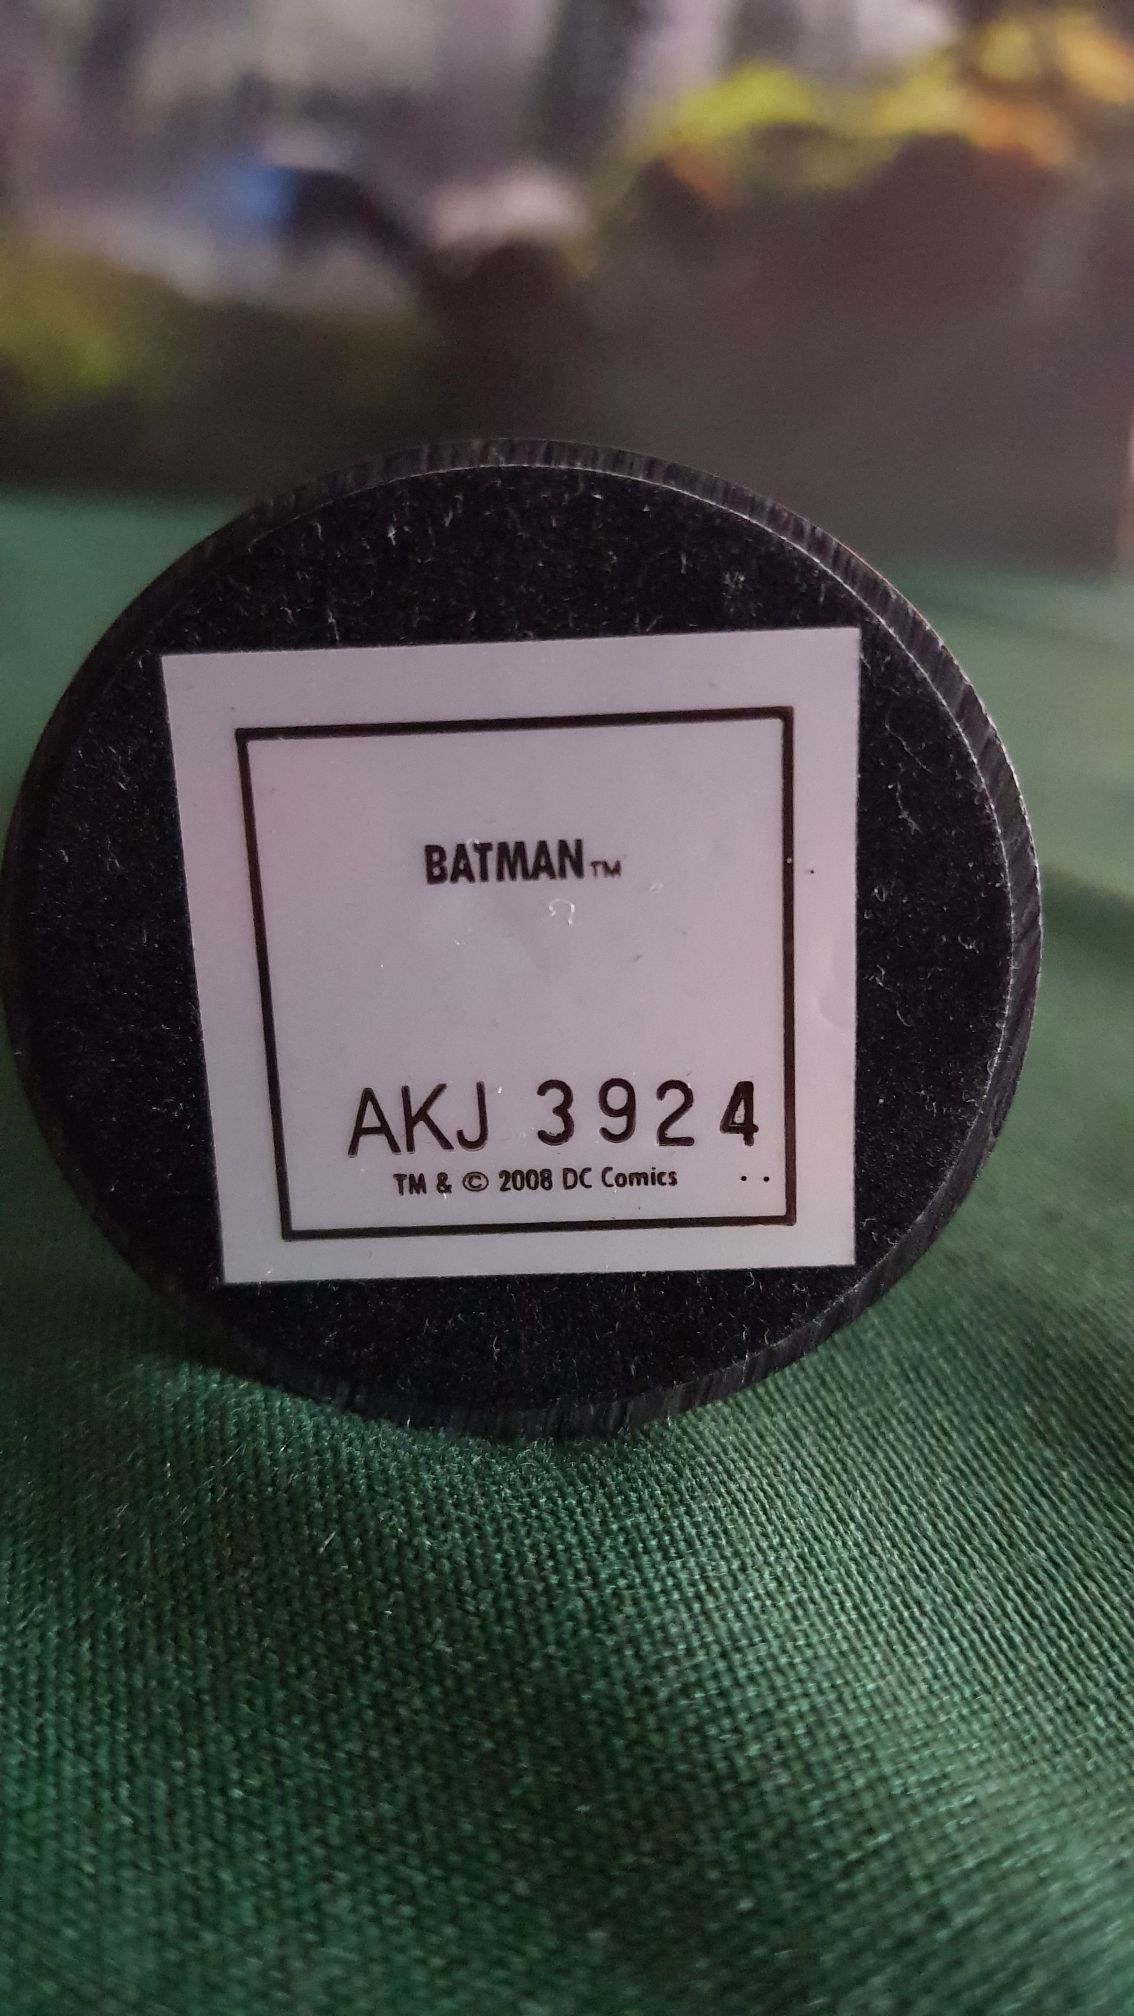 BATMAN™
AKJ 3924
TM & © 2008 DC Comics ..